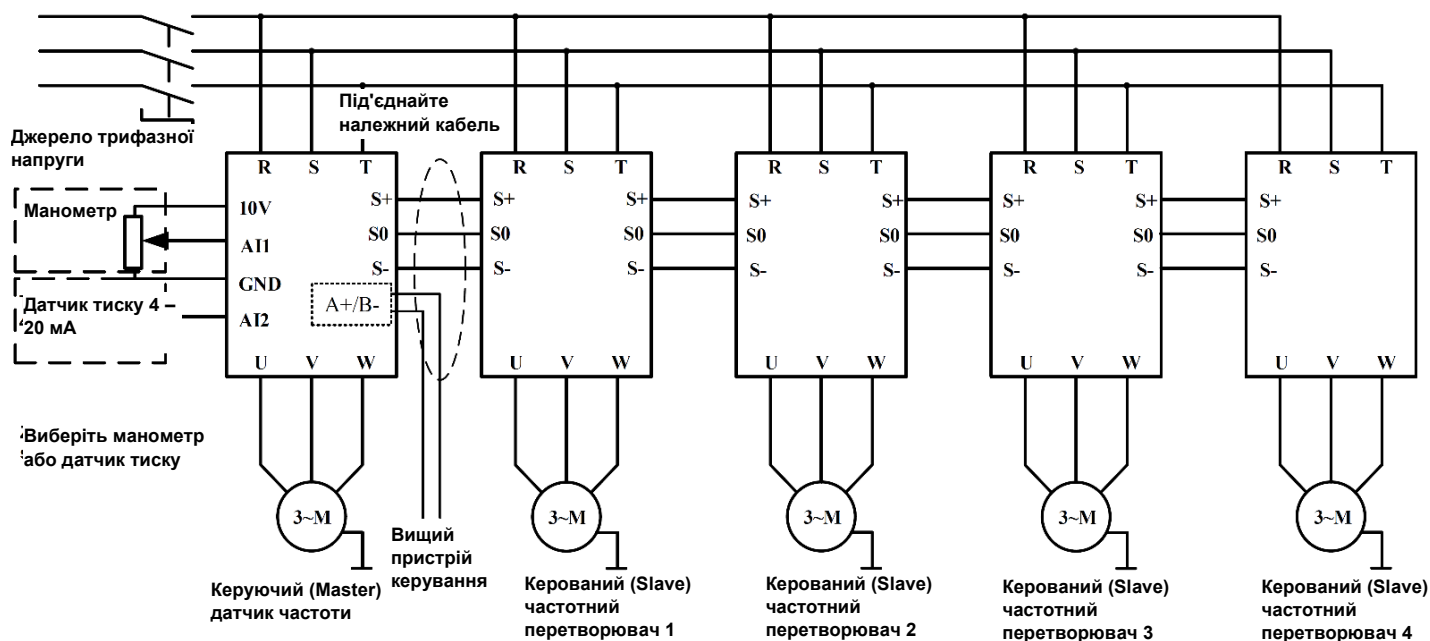 Джерело трифазної
напруги
Під'єднайте
належний кабель
R S T
R S T
R S T
R S T
R S T
Манометр
10V
AI1
GND
AI2
Датчик тиску 4 –
20 мА
S+
S0
S-
A+/B-
S+
S0
S-
S+
S0
S-
S+
S0
S-
S+
S0
S-
S+
S0
S-
S+
S0
S-
S+
S0
S-
U V W
U V W
U V W
U V W
U V W
Виберіть манометр
або датчик тиску
3~M
3~M
3~M
3~M
3~M
Вищий
пристрій
керування
Керуючий (Master)
датчик частоти
Керований (Slave)
частотний
перетворювач 1
Керований (Slave)
частотний
перетворювач 2
Керований (Slave)
частотний
перетворювач 3
Керований (Slave)
частотний
перетворювач 4